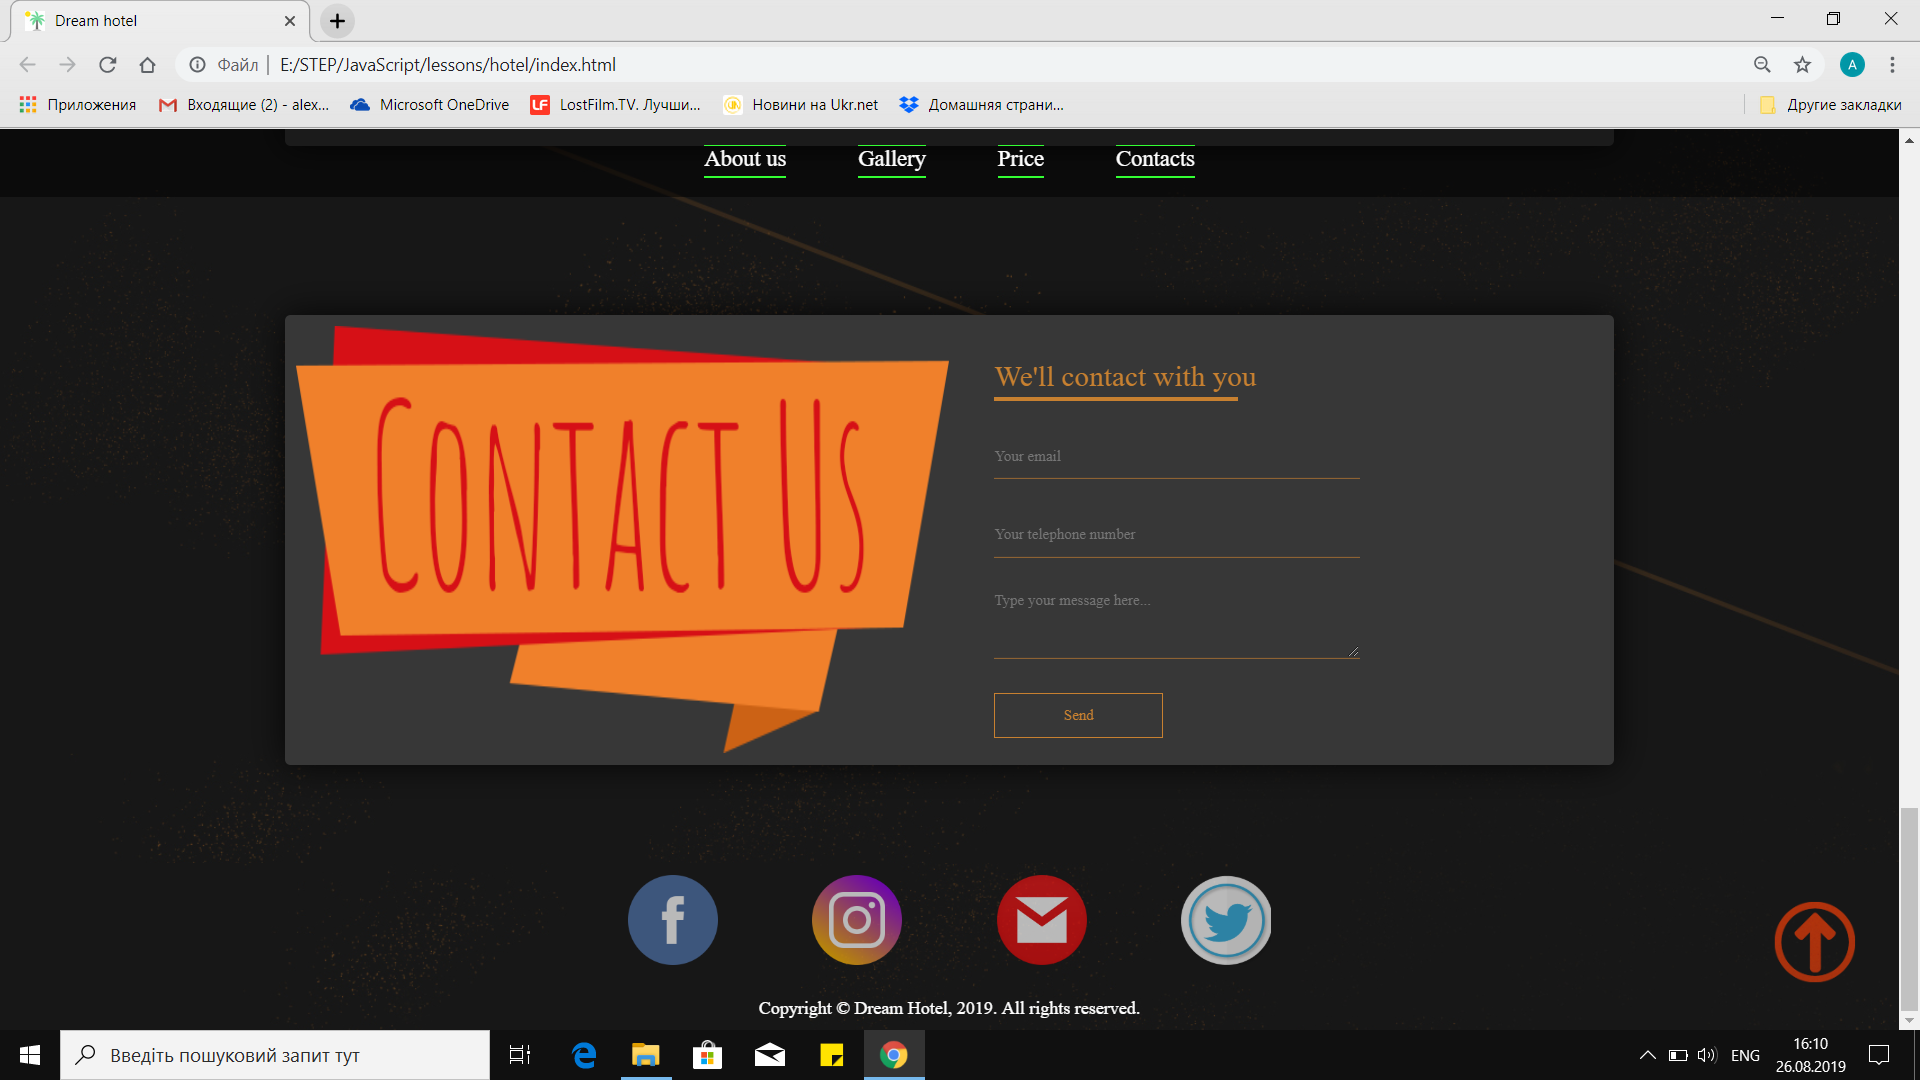 Dream hotel
Файл | E:/STEP/JavaScript/lessons/hotel/index.html
A
Приложения
Входящие (2) - alex...
Microsoft OneDrive
LF LostFilm.TV. Лучши...
Новини на Ukr.net
Домашняя страни...
Другие закладки
About us
Gallery
Price
Contacts
Contact Us
We'll contact with you
Your email
Your telephone number
Type your message here...
Send
Copyright © Dream Hotel, 2019. All rights reserved.
Введіть пошуковий запит тут
ENG
16:10
26.08.2019